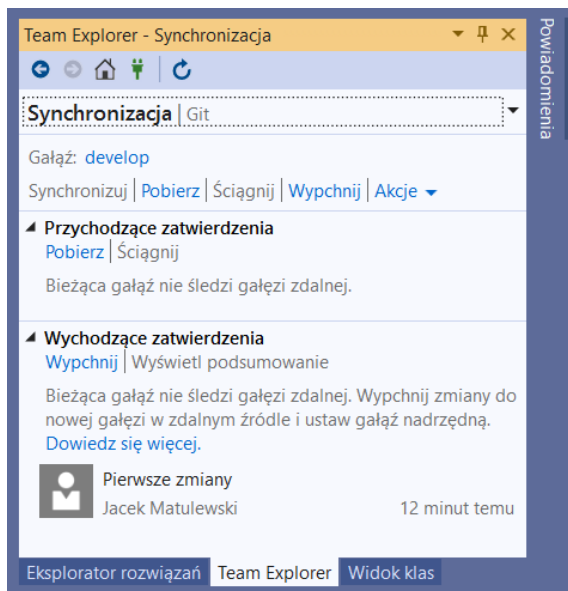 Team Explorer - Synchronizacja
Powiadomienia
Synchronizacja | Git
Gałąź: develop
Synchronizuj | Pobierz | Ściągnij | Wypchnij | Akcje
Przychodzące zatwierdzenia
Pobierz | Ściągnij
Bieżąca gałąź nie śledzi gałęzi zdalnej.
Wychodzące zatwierdzenia
Wypchnij | Wyświetl podsumowanie
Bieżąca gałąź nie śledzi gałęzi zdalnej. Wypchnij zmiany do
nowej gałęzi w zdalnym źródle i ustaw gałąź nadrzędną.
Dowiedz się więcej.
Pierwsze zmiany
Jacek Matulewski 12 minut temu
Eksplorator rozwiązań Team Explorer Widok klas